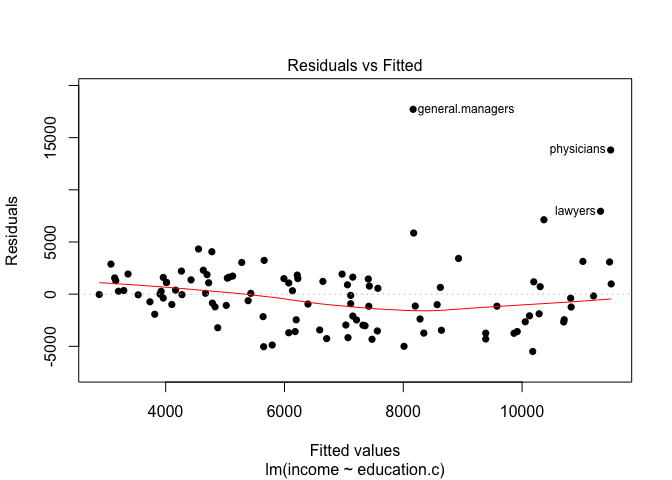 Residuals vs Fitted
general.managers
physicians
lawyers
Residuals
15000
5000
0
-5000
4000 6000 8000 10000
Fitted values
lm(income ~ education.c)